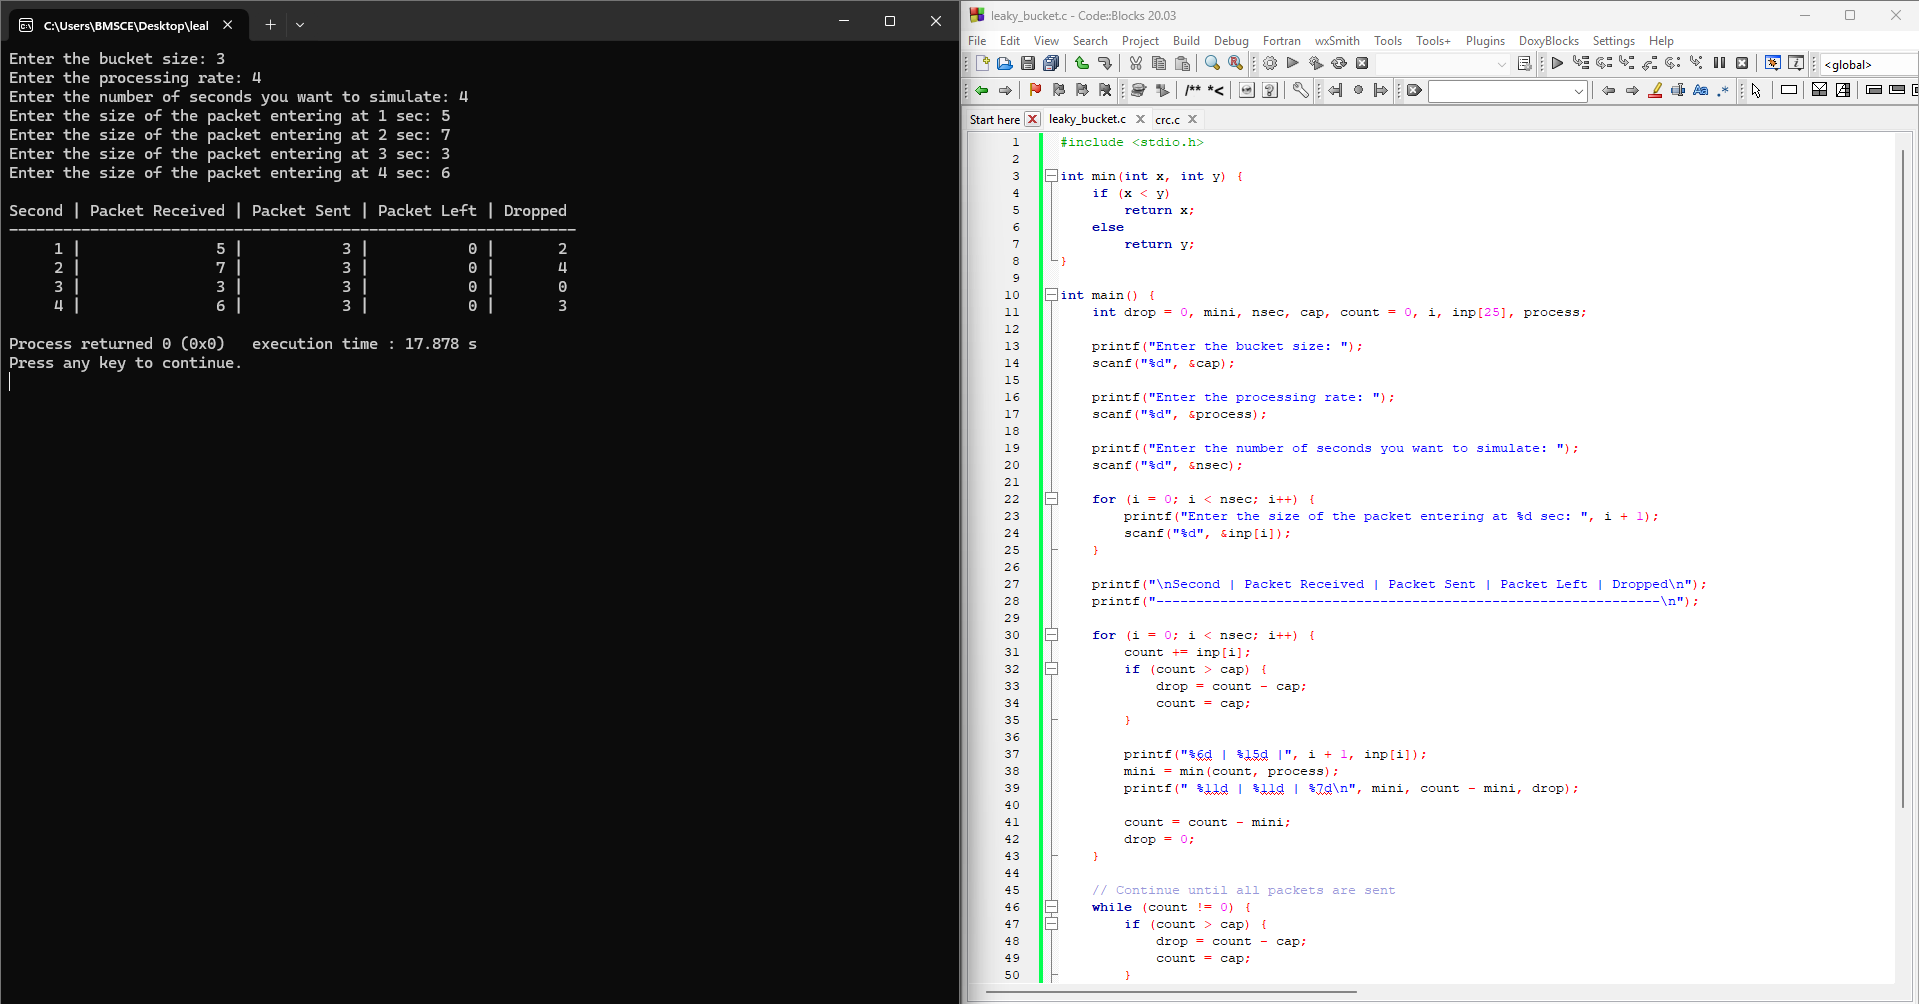 C:\Users\BMSCE\Desktop\leal
Enter the bucket size: 3
Enter the processing rate: 4
Enter the number of seconds you want to simulate: 4
Enter the size of the packet entering at 1 sec: 5
Enter the size of the packet entering at 2 sec: 7
Enter the size of the packet entering at 3 sec: 3
Enter the size of the packet entering at 4 sec: 6
Second | Packet Received | Packet Sent | Packet Left | Dropped
---------------------------------------------------------------
1 | 5 | 3 | 0 | 2
2 | 7 | 3 | 0 | 4
3 | 3 | 3 | 0 | 0
4 | 6 | 3 | 0 | 3
Process returned 0 (0x0)   execution time : 17.878 s
Press any key to continue.
leaky_bucket.c - Code::Blocks 20.03
File Edit View Search Project Build Debug Fortran wxSmith Tools Tools+ Plugins DoxyBlocks Settings Help
<global>
/** *<
Aa .*
Start here leaky_bucket.c crc.c
1 #include <stdio.h>
2
3 int min(int x, int y) {
4     if (x < y)
5         return x;
6     else
7         return y;
8 }
9
10 int main() {
11     int drop = 0, mini, nsec, cap, count = 0, i, inp[25], process;
12
13     printf("Enter the bucket size: ");
14     scanf("%d", &cap);
15
16     printf("Enter the processing rate: ");
17     scanf("%d", &process);
18
19     printf("Enter the number of seconds you want to simulate: ");
20     scanf("%d", &nsec);
21
22     for (i = 0; i < nsec; i++) {
23         printf("Enter the size of the packet entering at %d sec: ", i + 1);
24         scanf("%d", &inp[i]);
25     }
26
27     printf("\nSecond | Packet Received | Packet Sent | Packet Left | Dropped\n");
28     printf("---------------------------------------------------------------\n");
29
30     for (i = 0; i < nsec; i++) {
31         count += inp[i];
32         if (count > cap) {
33             drop = count - cap;
34             count = cap;
35         }
36
37         printf("%6d | %15d |", i + 1, inp[i]);
38         mini = min(count, process);
39         printf(" %11d | %11d | %7d\n", mini, count - mini, drop);
40
41         count = count - mini;
42         drop = 0;
43     }
44
45     // Continue until all packets are sent
46     while (count != 0) {
47         if (count > cap) {
48             drop = count - cap;
49             count = cap;
50         }